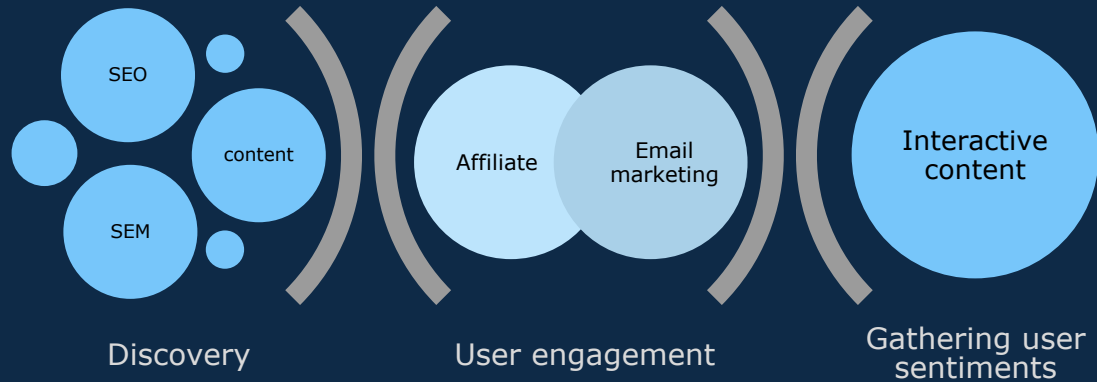 SEO
content
SEM
Affiliate
Email
marketing
Interactive
content
Discovery
User engagement
Gathering user
sentiments